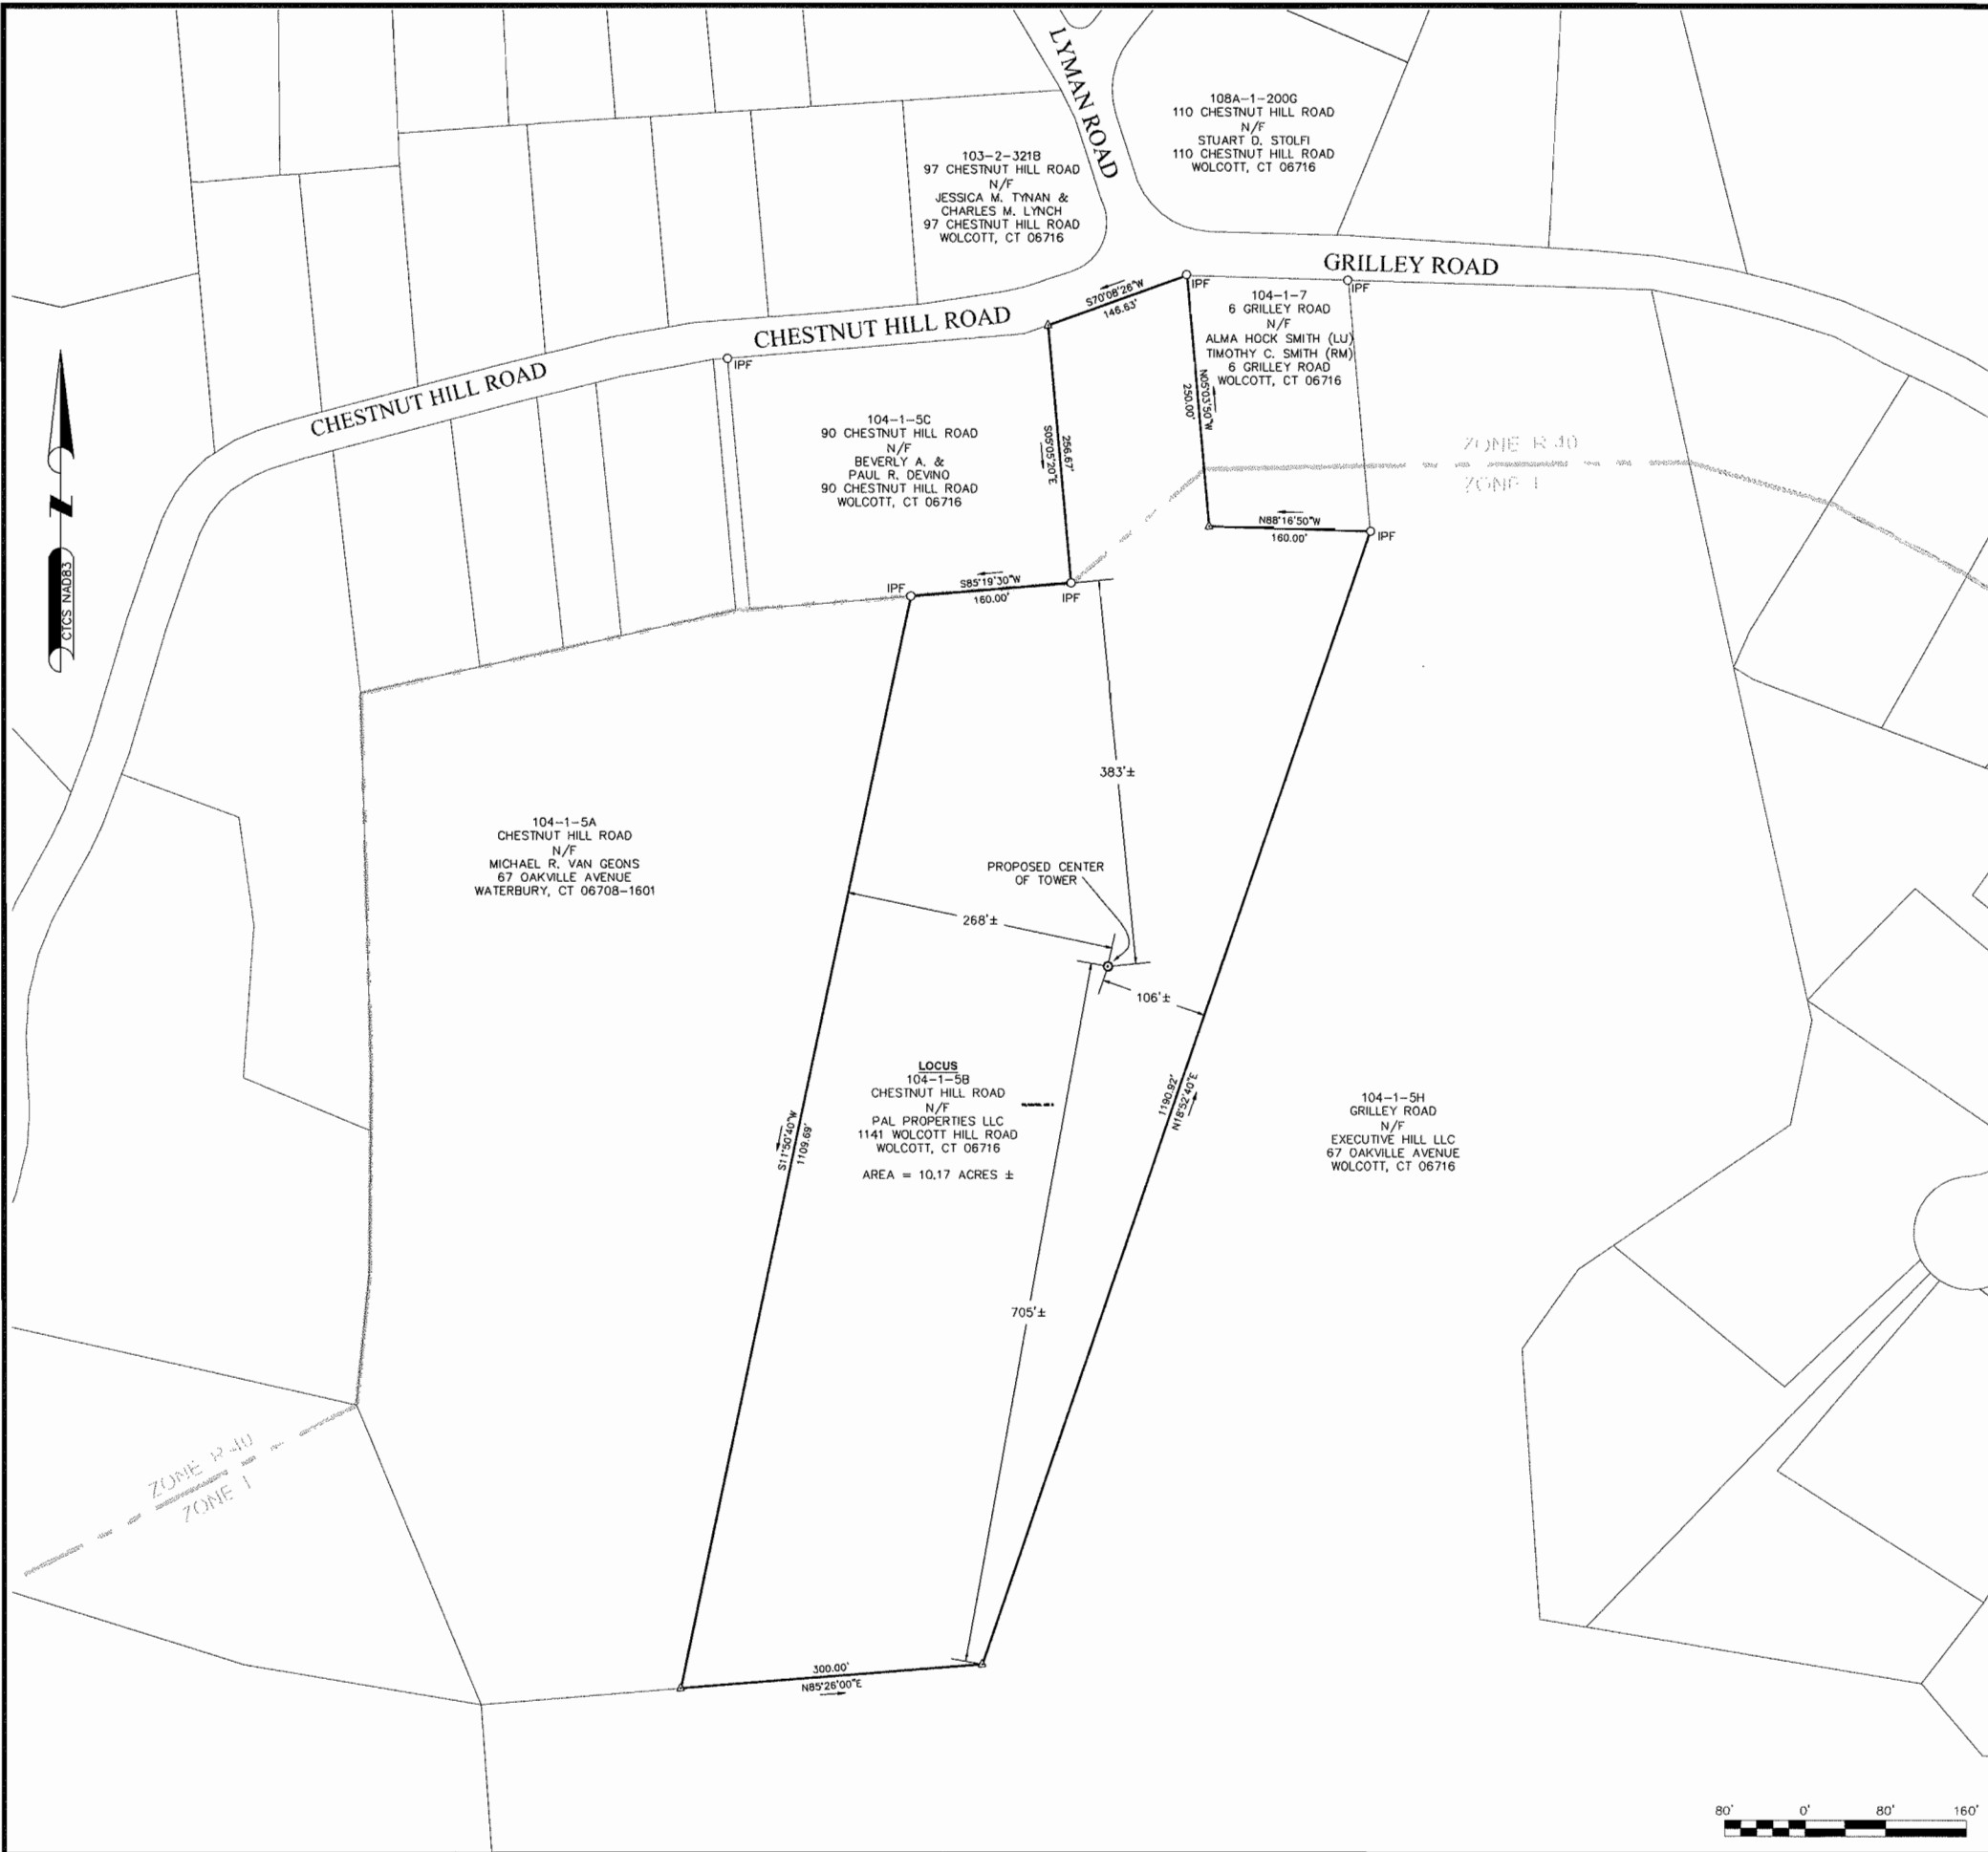 LYMAN ROAD
108A-1-200G
110 CHESTNUT HILL ROAD
N/F
STUART D. STOLFI
110 CHESTNUT HILL ROAD
WOLCOTT, CT 06716
103-2-321B
97 CHESTNUT HILL ROAD
N/F
JESSICA M. TYNAN &
CHARLES M. LYNCH
97 CHESTNUT HILL ROAD
WOLCOTT, CT 06716
GRILLEY ROAD
CHESTNUT HILL ROAD
CHESTNUT HILL ROAD
S70°08'26"W
146.63'
IPF
IPF
IPF
104-1-7
6 GRILLEY ROAD
N/F
ALMA HOCK SMITH (LU)
TIMOTHY C. SMITH (RM)
6 GRILLEY ROAD
WOLCOTT, CT 06716
N05°03'50"W
250.00'
104-1-5C
90 CHESTNUT HILL ROAD
N/F
BEVERLY A. &
PAUL R. DEVINO
90 CHESTNUT HILL ROAD
WOLCOTT, CT 06716
256.67'
S05°05'20"E
ZONE R-40
ZONE I
N
CTCS NAD83
N88°16'50"W
160.00'
IPF
IPF
S85°19'30"W
160.00'
IPF
383'±
104-1-5A
CHESTNUT HILL ROAD
N/F
MICHAEL R. VAN GEONS
67 OAKVILLE AVENUE
WATERBURY, CT 06708-1601
PROPOSED CENTER
OF TOWER
268'±
106'±
LOCUS
104-1-5B
CHESTNUT HILL ROAD
N/F
PAL PROPERTIES LLC
1141 WOLCOTT HILL ROAD
WOLCOTT, CT 06716
AREA = 10.17 ACRES ±
S11°50'40"W
1109.69'
1190.92'
N18°52'40"E
104-1-5H
GRILLEY ROAD
N/F
EXECUTIVE HILL LLC
67 OAKVILLE AVENUE
WOLCOTT, CT 06716
705'±
ZONE R-40
ZONE I
300.00'
N85°26'00"E
80' 0' 80' 160'